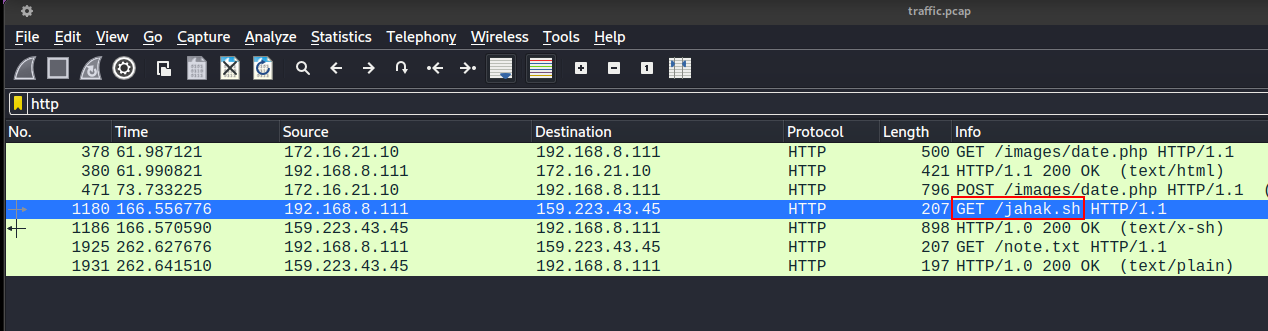 traffic.pcap
File Edit View Go Capture Analyze Statistics Telephony Wireless Tools Help
http
No. Time Source Destination Protocol Length Info
378 61.987121 172.16.21.10 192.168.8.111 HTTP 500 GET /images/date.php HTTP/1.1
380 61.990821 192.168.8.111 172.16.21.10 HTTP 421 HTTP/1.1 200 OK (text/html)
471 73.733225 172.16.21.10 192.168.8.111 HTTP 796 POST /images/date.php HTTP/1.1 (
1180 166.556776 192.168.8.111 159.223.43.45 HTTP 207 GET /jahak.sh HTTP/1.1
1186 166.570590 159.223.43.45 192.168.8.111 HTTP 898 HTTP/1.0 200 OK (text/x-sh)
1925 262.627676 192.168.8.111 159.223.43.45 HTTP 207 GET /note.txt HTTP/1.1
1931 262.641510 159.223.43.45 192.168.8.111 HTTP 197 HTTP/1.0 200 OK (text/plain)